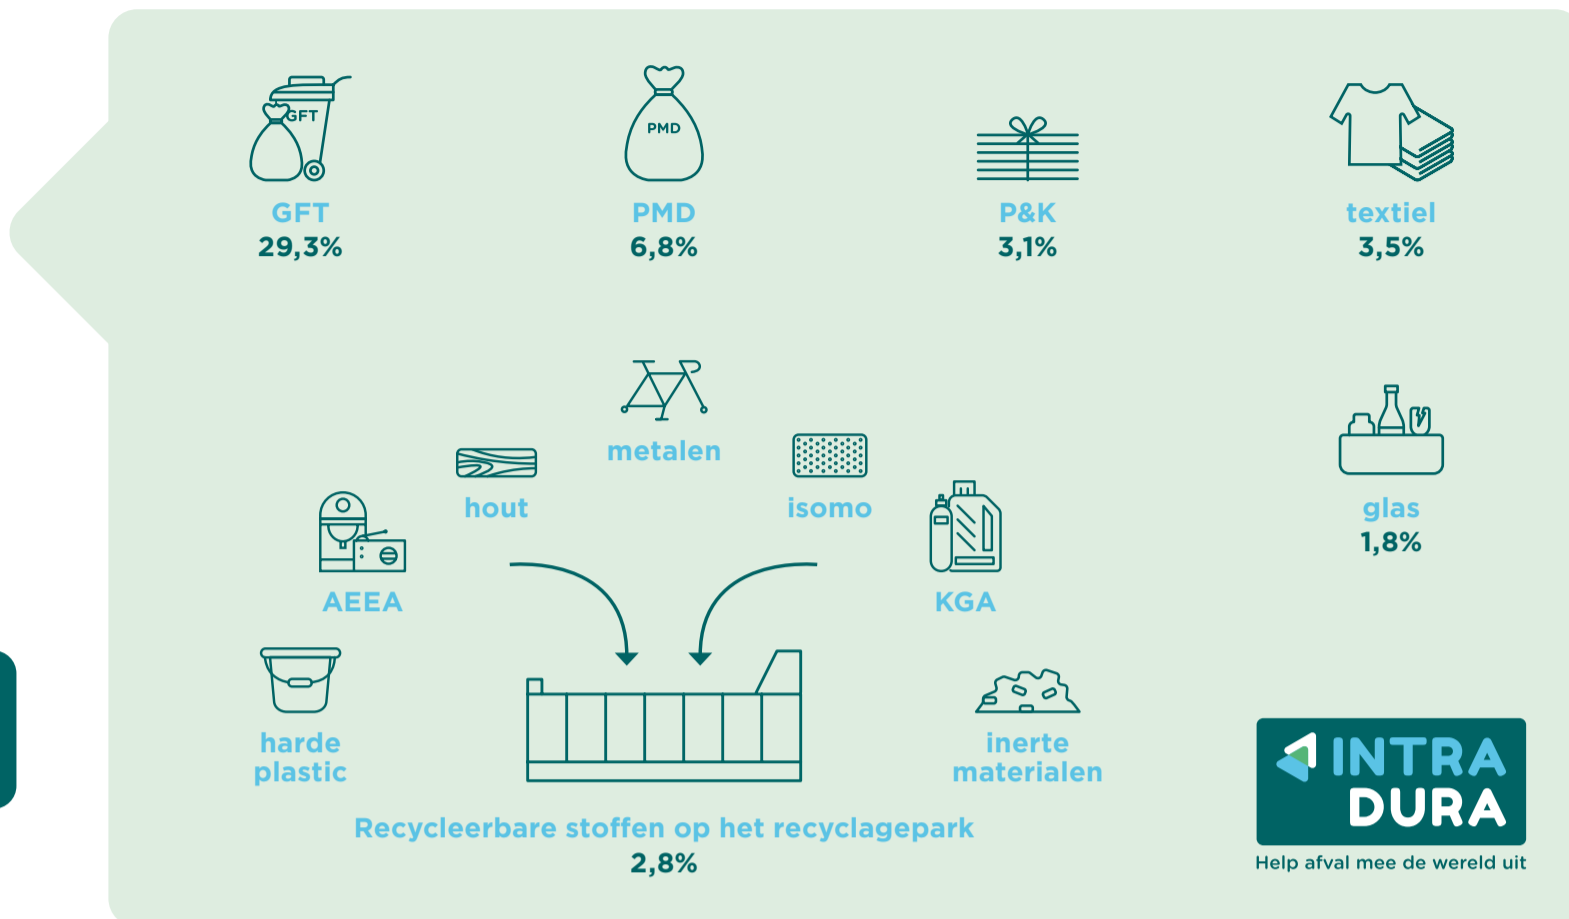 GFT
PMD
GFT
29,3%
PMD
6,8%
P&K
3,1%
textiel
3,5%
metalen
hout
isomo
AEEA
KGA
glas
1,8%
harde
plastic
inerte
materialen
Recycleerbare stoffen op het recyclagepark
2,8%
INTRA
DURA
Help afval mee de wereld uit